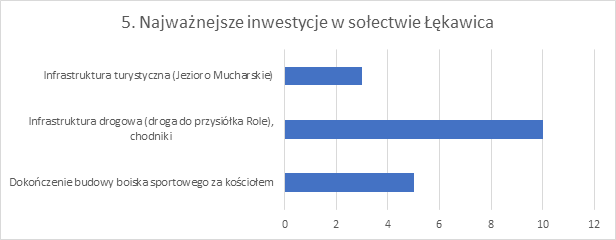 5. Najważnejsze inwestycje w sołectwie Łękawica
Infrastruktura turystyczna (Jezioro Mucharskie)
Infrastruktura drogowa (droga do przysiółka Role),
chodniki
Dokończenie budowy boiska sportowego za kościołem
0 2 4 6 8 10 12